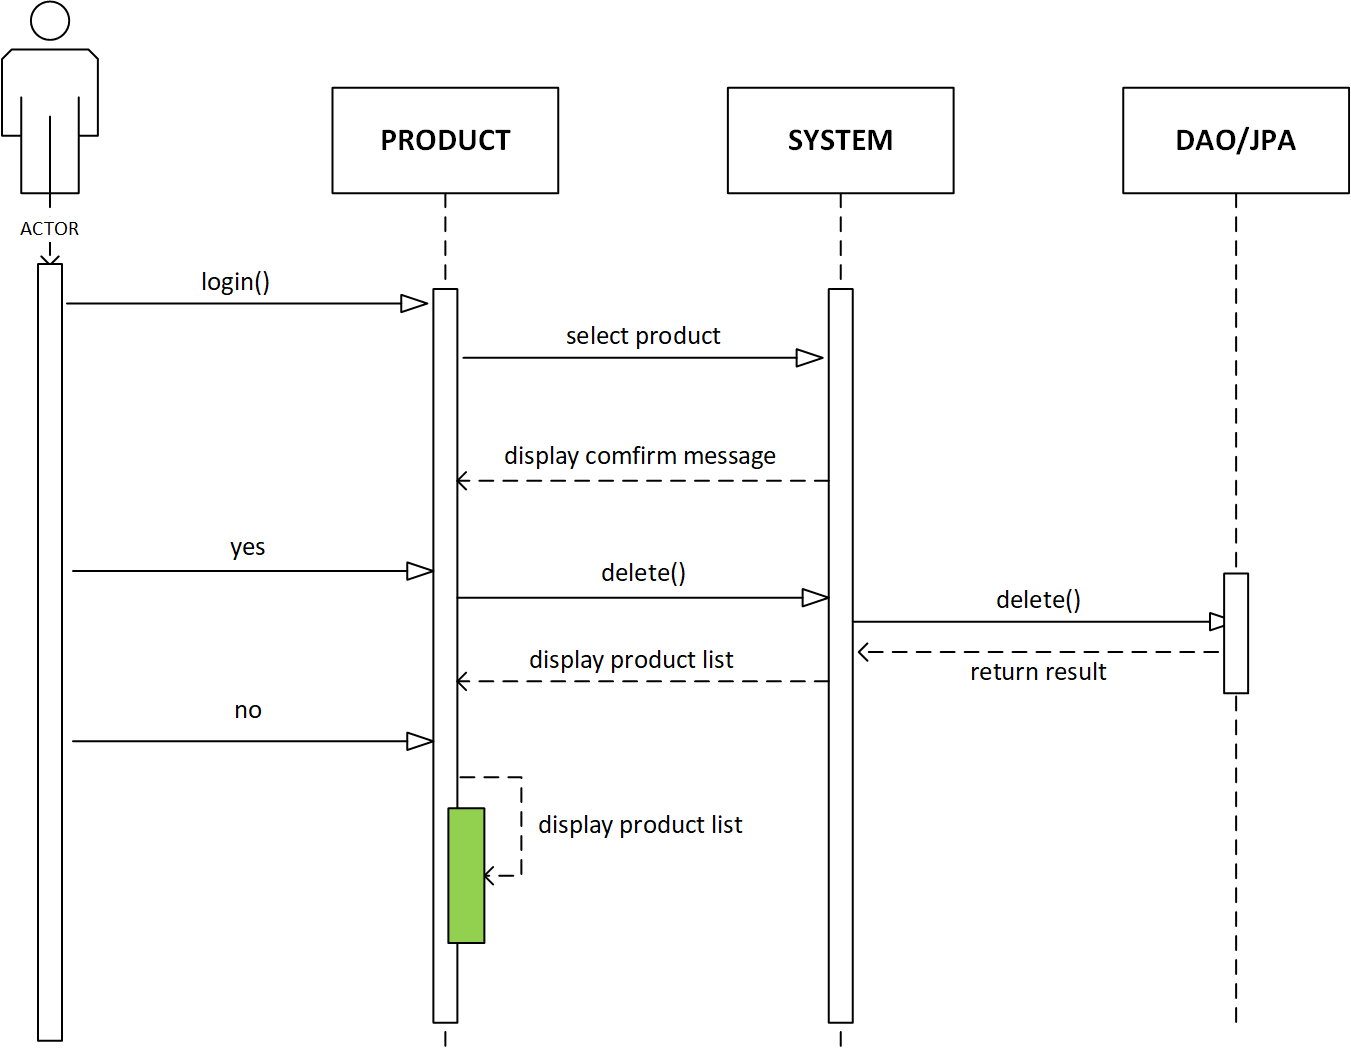 PRODUCT
SYSTEM
DAO/JPA
ACTOR
login()
select product
display comfirm message
yes
delete()
delete()
display product list
return result
no
display product list